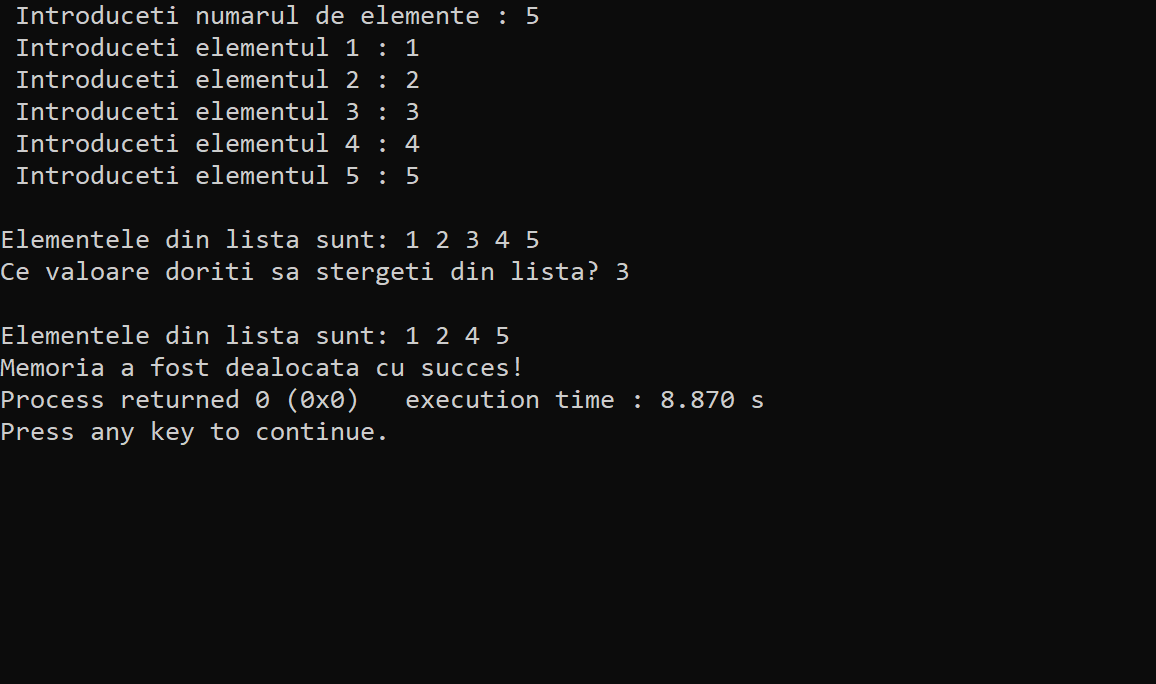 Introduceti numarul de elemente : 5
Introduceti elementul 1 : 1
Introduceti elementul 2 : 2
Introduceti elementul 3 : 3
Introduceti elementul 4 : 4
Introduceti elementul 5 : 5
Elementele din lista sunt: 1 2 3 4 5
Ce valoare doriti sa stergeti din lista? 3
Elementele din lista sunt: 1 2 4 5
Memoria a fost dealocata cu succes!
Process returned 0 (0x0)   execution time : 8.870 s
Press any key to continue.